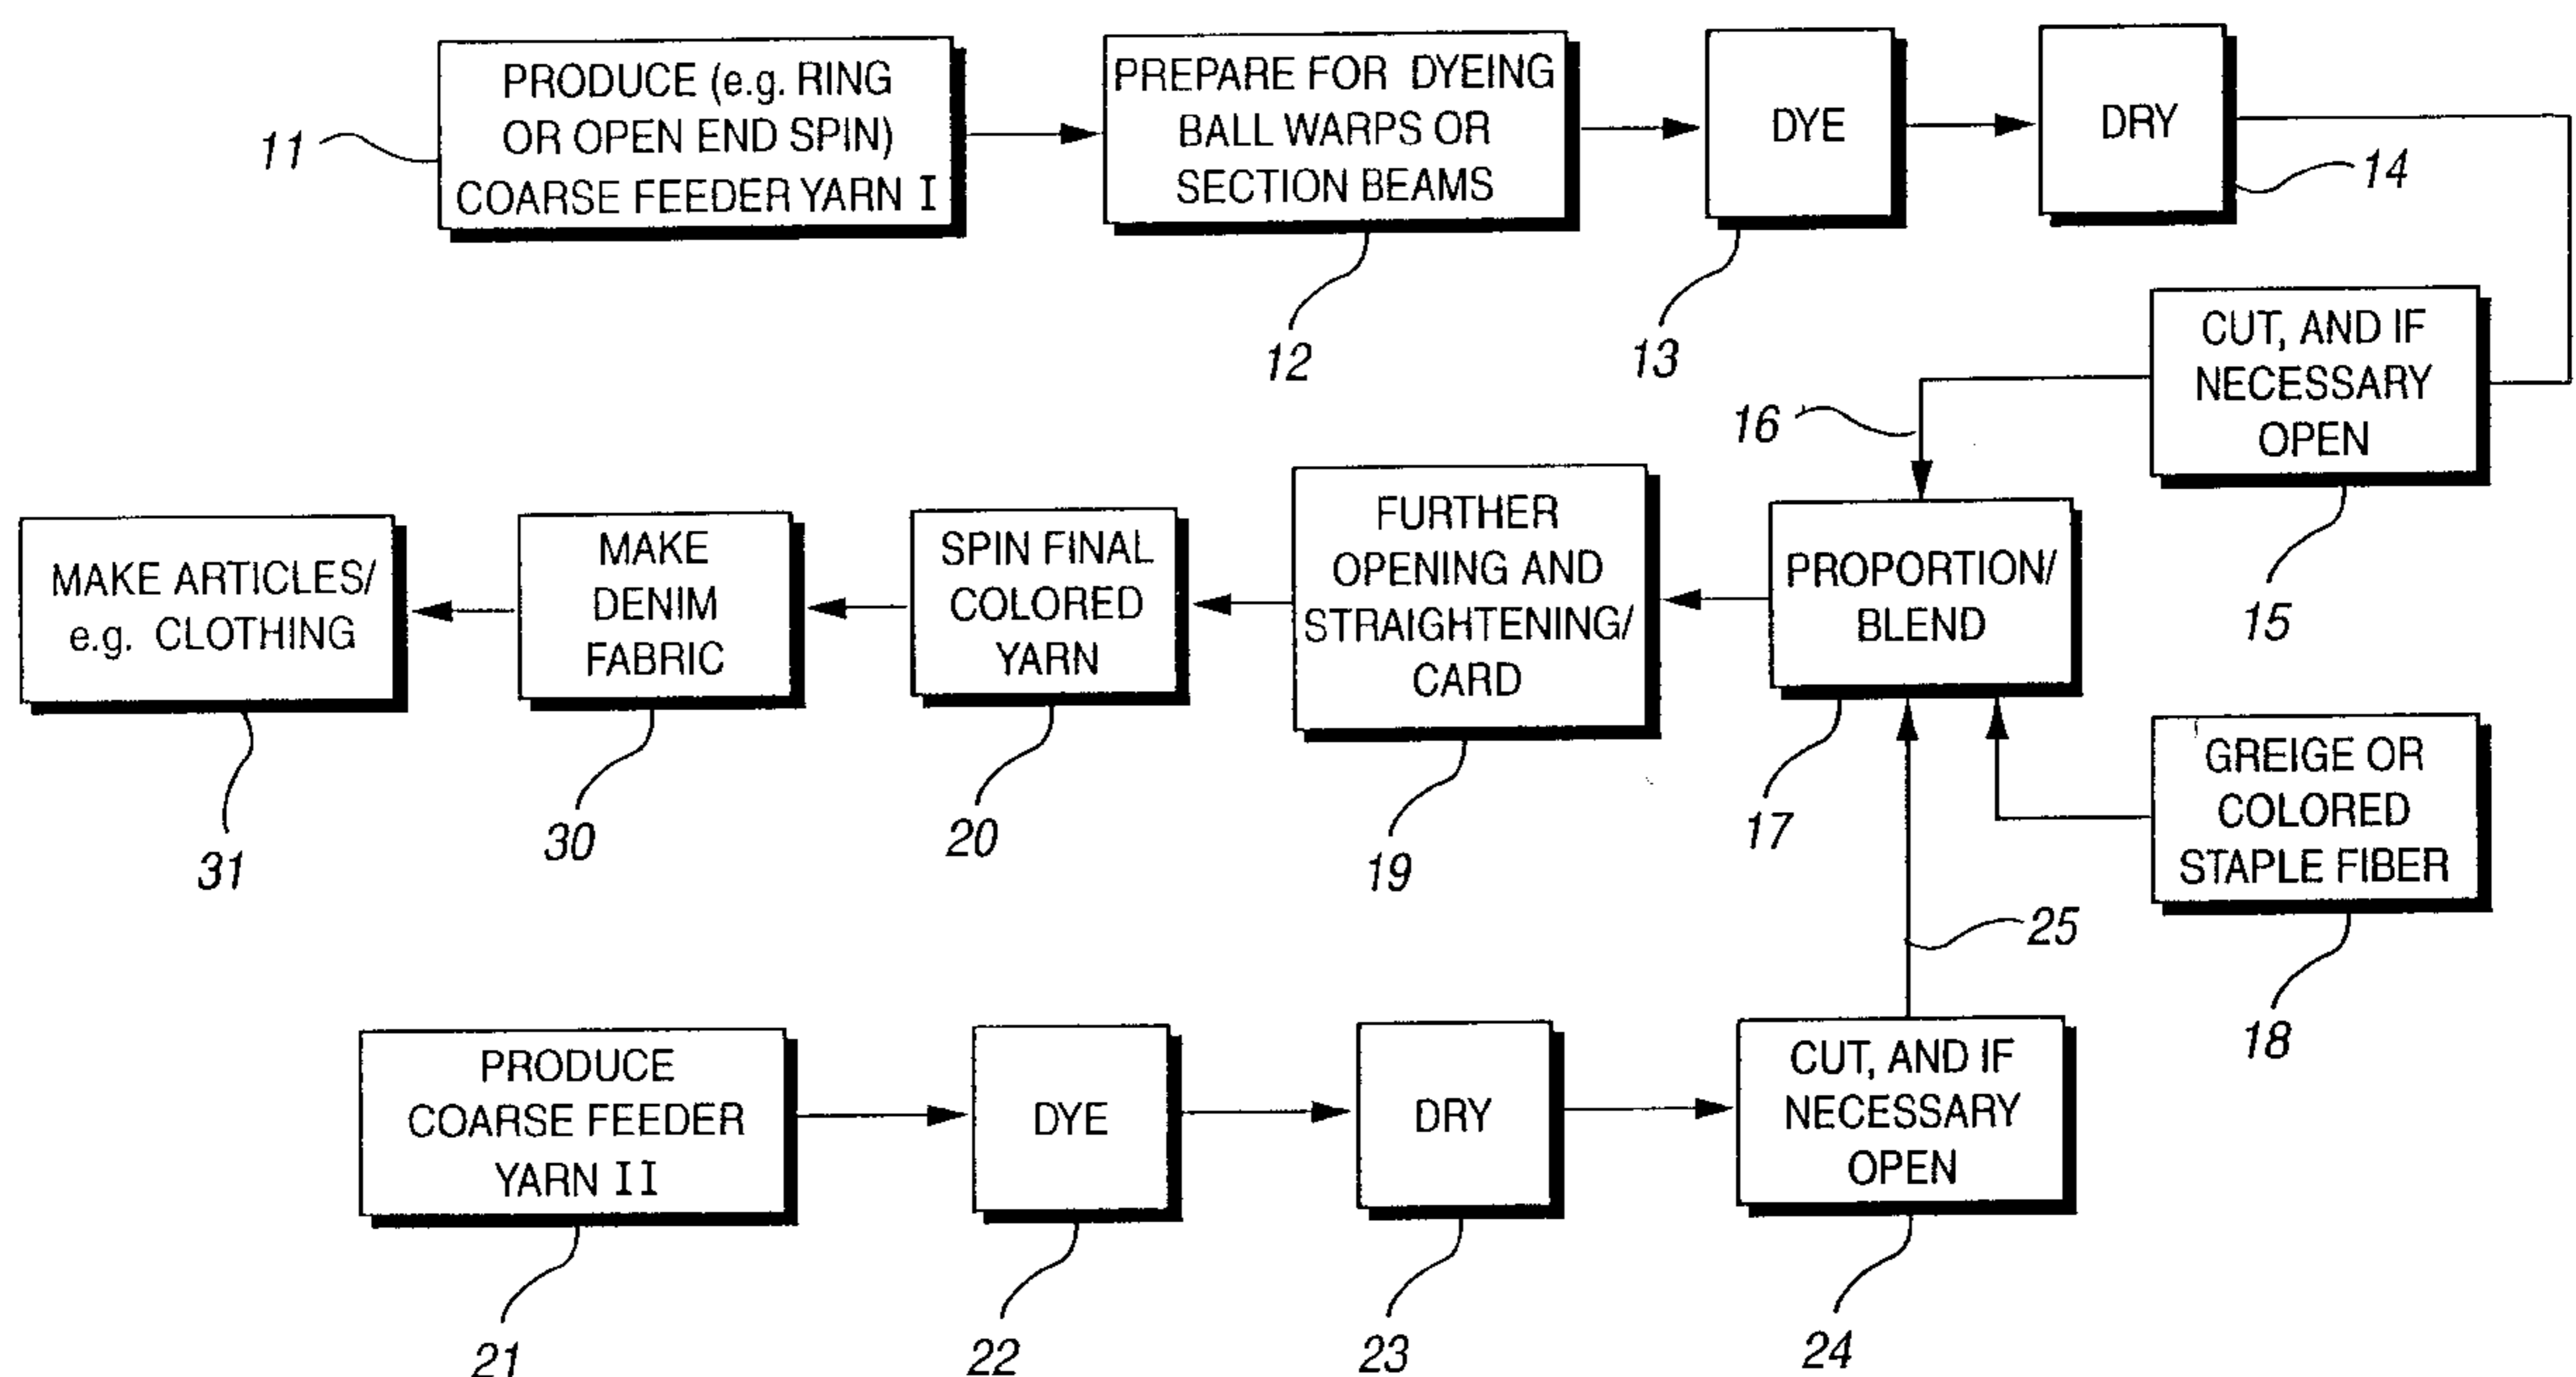 PRODUCE (e.g. RING
OR OPEN END SPIN)
COARSE FEEDER YARN I
11
PREPARE FOR DYEING
BALL WARPS OR
SECTION BEAMS
12
DYE
13
DRY
14
CUT, AND IF
NECESSARY
OPEN
15
16
PROPORTION/
BLEND
17
GREIGE OR
COLORED
STAPLE FIBER
18
FURTHER
OPENING AND
STRAIGHTENING/
CARD
19
SPIN FINAL
COLORED
YARN
20
MAKE
DENIM
FABRIC
30
MAKE ARTICLES/
e.g. CLOTHING
31
PRODUCE
COARSE FEEDER
YARN II
21
DYE
22
DRY
23
CUT, AND IF
NECESSARY
OPEN
24
25